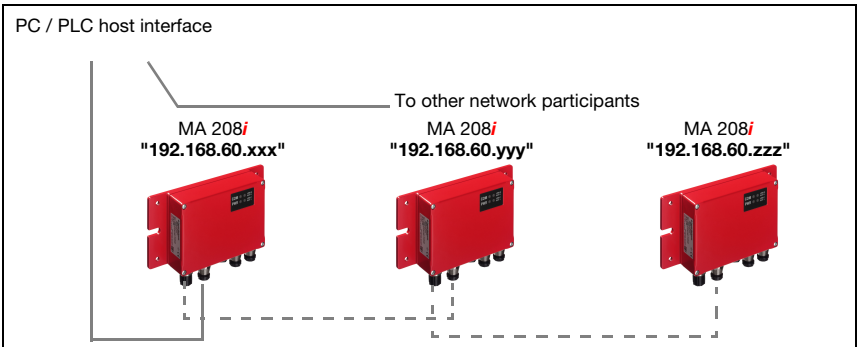 PC / PLC host interface
To other network participants
MA 208i
"192.168.60.xxx"
MA 208i
"192.168.60.yyy"
MA 208i
"192.168.60.zzz"